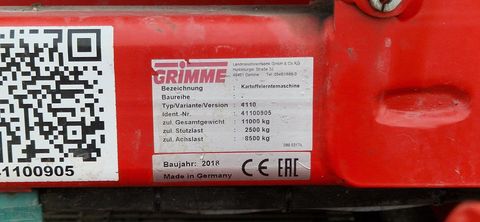 GRIMME
Landmaschinenfabrik GmbH & Co. KG
Hunteburger Straße 32
49401 Damme
Bezeichnung : Kartoffelerntemaschine
Baureihe : -
Typ/Variante/Version : 4110
Ident.-Nr. : 41100905
zul. Gesamtgewicht : 11000 kg
zul. Stützlast : 2500 kg
zul. Achslast : 8500 kg
Baujahr: 2018
Made in Germany
CE EAC
41100905